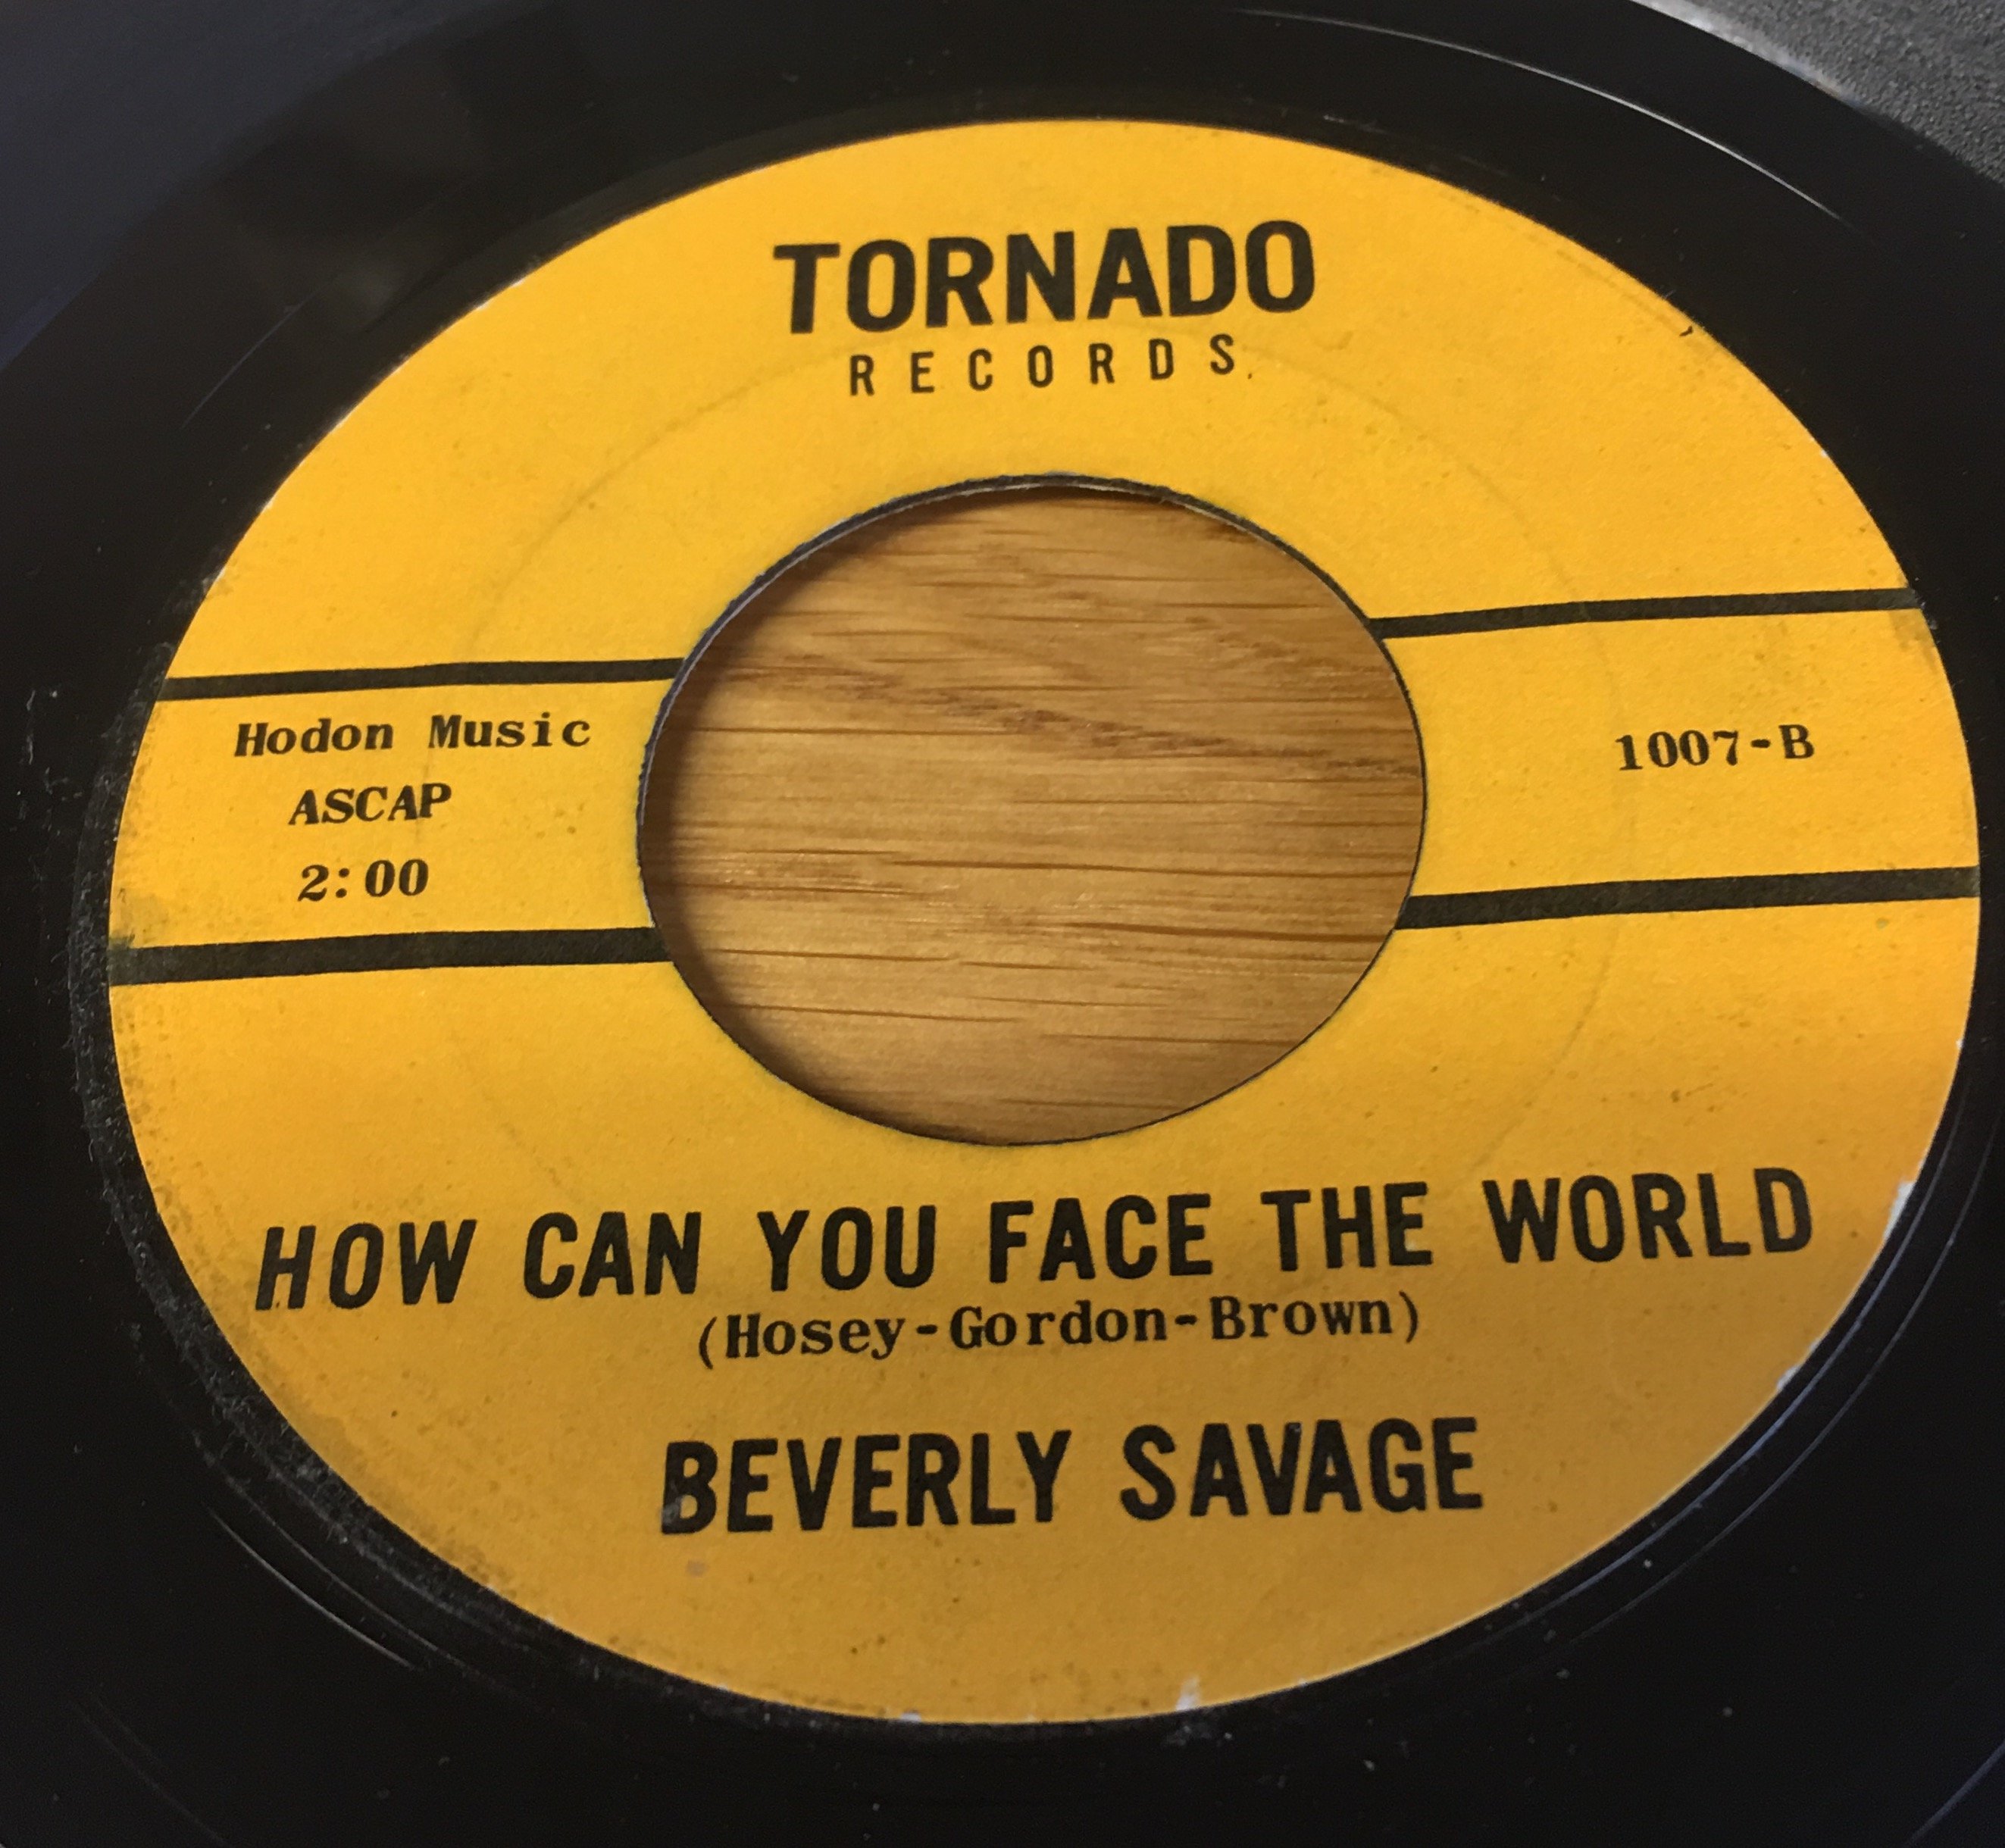 TORNADO
RECORDS
Hodon Music
ASCAP
2:00
1007-B
HOW CAN YOU FACE THE WORLD
(Hosey-Gordon-Brown)
BEVERLY SAVAGE